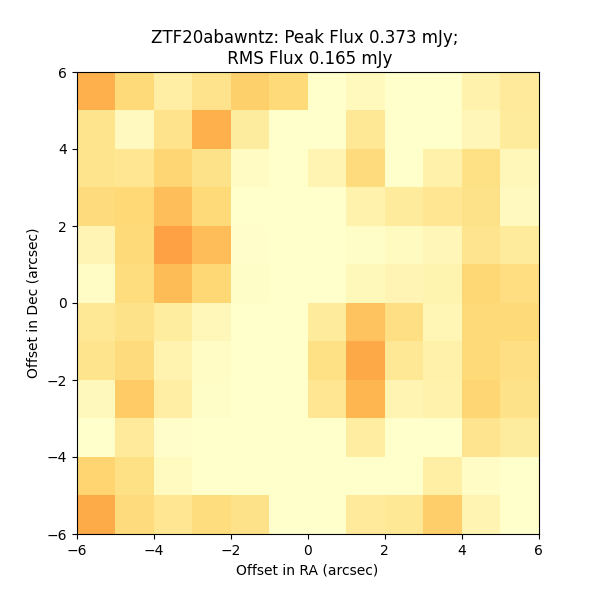 ZTF20abawntz: Peak Flux 0.373 mJy;
RMS Flux 0.165 mJy
6
4
2
0
−2
−4
−6
Offset in Dec (arcsec)
−6 −4 −2 0 2 4 6
Offset in RA (arcsec)